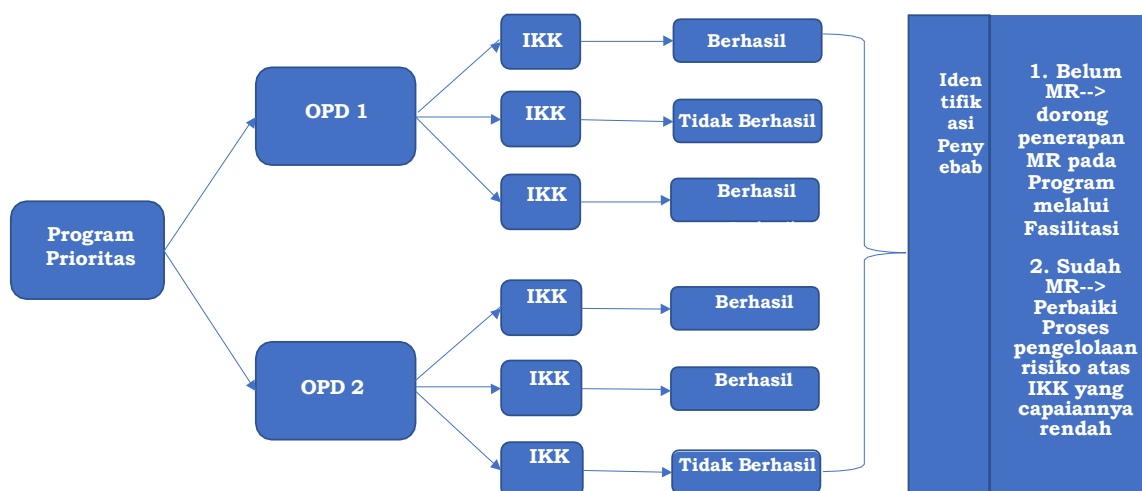 Program
Prioritas
OPD 1
IKK
Berhasil
IKK
Tidak Berhasil
IKK
Berhasil
OPD 2
IKK
Berhasil
IKK
Berhasil
IKK
Tidak Berhasil
Iden
tifik
asi
Peny
ebab
1. Belum
MR-->
dorong
penerapan
MR pada
Program
melalui
Fasilitasi
2. Sudah
MR-->
Perbaiki
Proses
pengelolaan
risiko atas
IKK yang
capaiannya
rendah